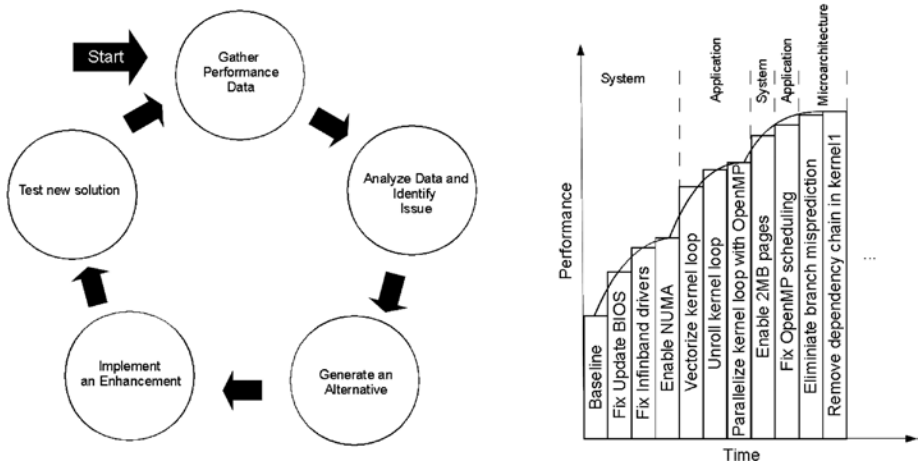 Start
Gather
Performance
Data
Analyze Data and
Identify
Issue
Generate an
Alternative
Implement
an Enhancement
Test new solution
System
Application
System
Application
Microarchitecture
Performance
Baseline
Fix Update BIOS
Fix Infinband drivers
Enable NUMA
Vectorize kernel loop
Unroll kernel loop
Parallelize kernel loop with OpenMP
Enable 2MB pages
Fix OpenMP scheduling
Eliminiate branch misprediction
Remove dependency chain in kernel1
...
Time